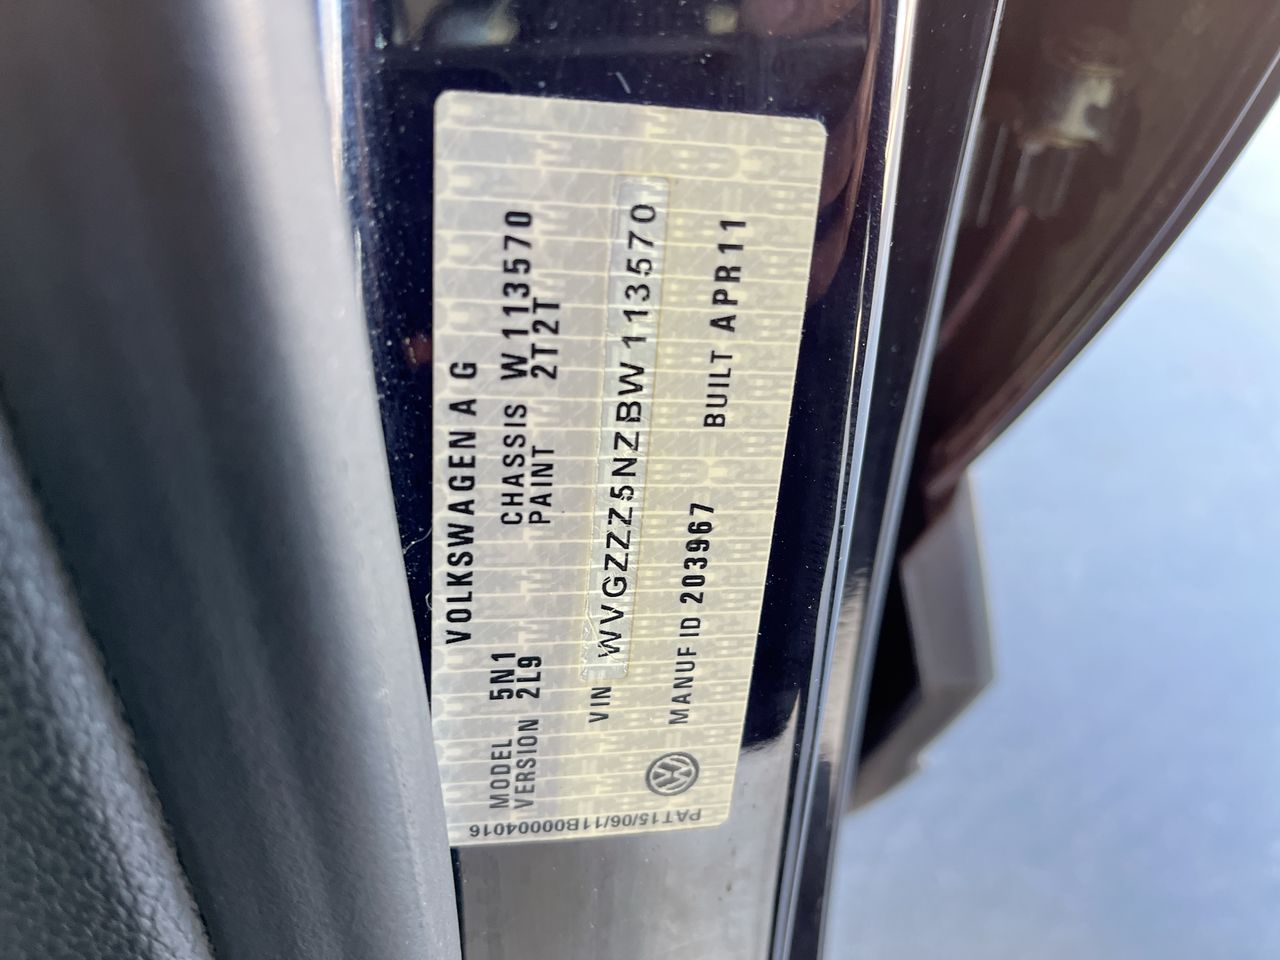 VOLKSWAGEN A G
MODEL 5N1 CHASSIS W113570
VERSION 2L9 PAINT 2T2T
VIN WVGZZZ5NZBW113570
MANUF ID 203967 BUILT APR11
PAT15/06/11B00004016